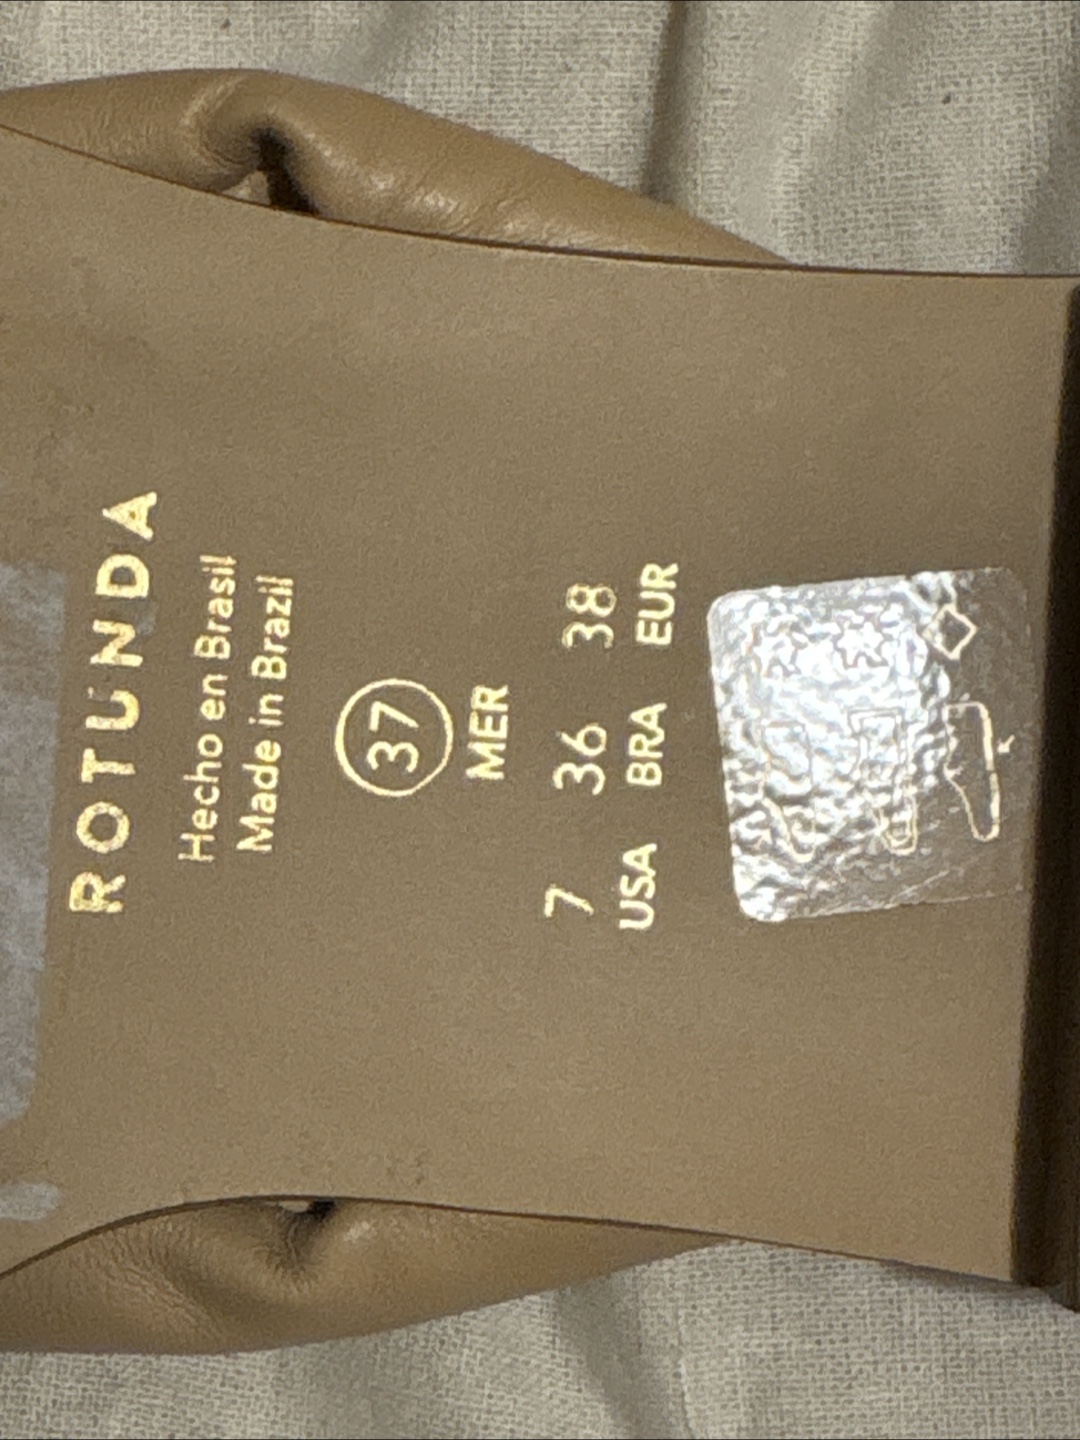 ROTUNDA
Hecho en Brasil
Made in Brazil
37
MER
7 36 38
USA BRA EUR